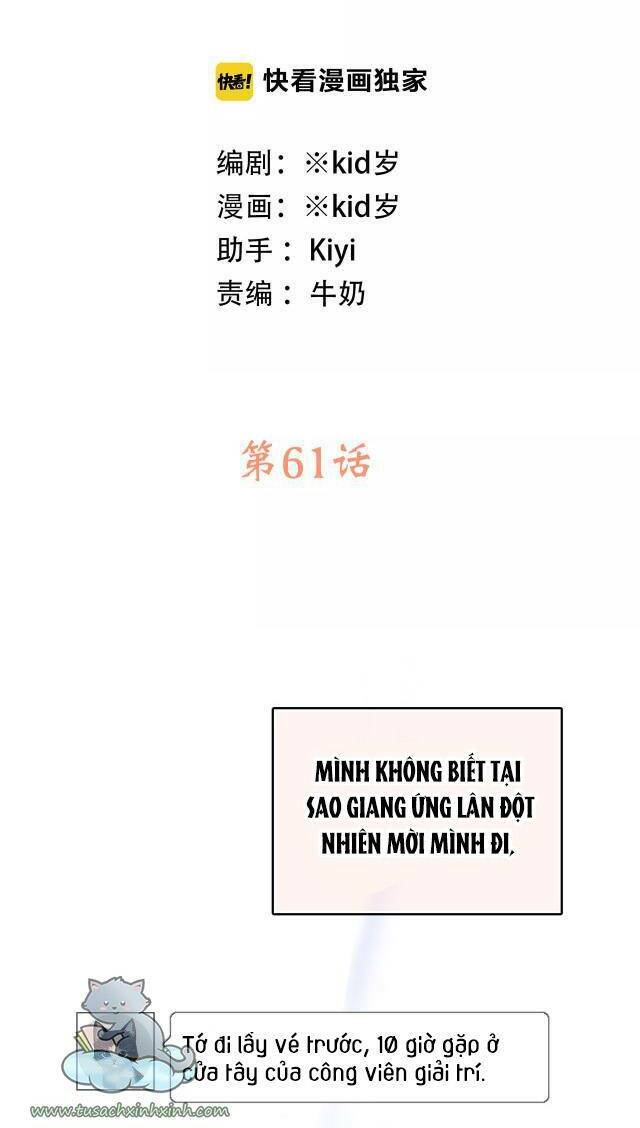 快看! 快看漫画独家
编剧：※kid岁
漫画：※kid岁
助手：Kiyi
责编：牛奶
第61话
MÌNH KHÔNG BIẾT TẠI
SAO GIANG ỨNG LÂN ĐỘT
NHIÊN MỜI MÌNH ĐI.
Tớ đi lấy vé trước, 10 giờ gặp ở
cửa tây của công viên giải trí.
www.tusachxinhxinh.com